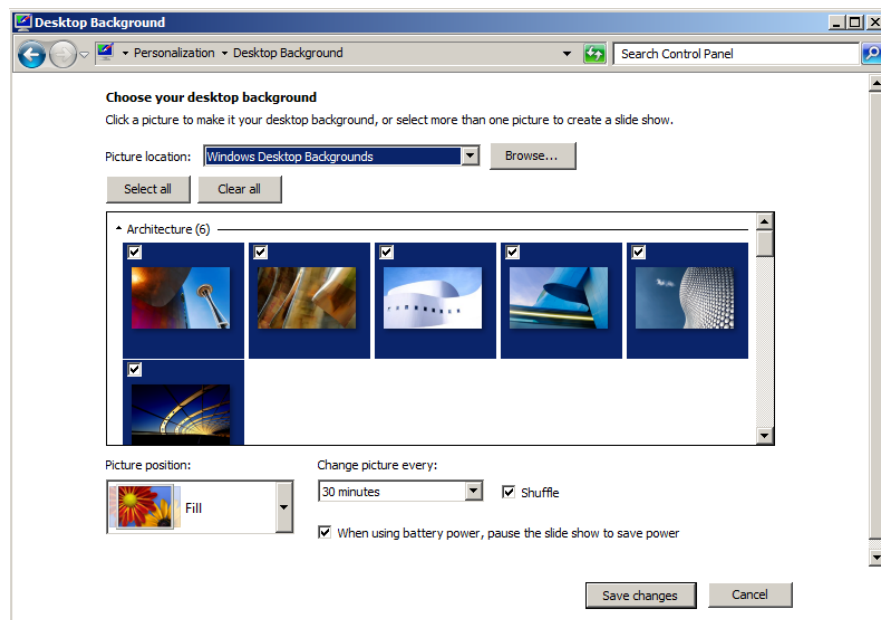 Desktop Background
Personalization Desktop Background
Search Control Panel
Choose your desktop background
Click a picture to make it your desktop background, or select more than one picture to create a slide show.
Picture location: Windows Desktop Backgrounds Browse...
Select all Clear all
Architecture (6)
Picture position: Change picture every:
Fill 30 minutes Shuffle
When using battery power, pause the slide show to save power
Save changes Cancel